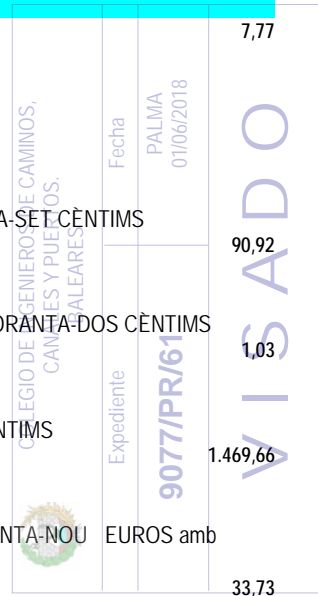 7,77
A-SET CÈNTIMS
90,92
ORANTA-DOS CÈNTIMS
1,03
NTIMS
1.469,66
NTA-NOU EUROS amb
33,73
COLEGIO DE INGENIEROS DE CAMINOS,
CANALES Y PUERTOS.
BALEARES
Expediente
Fecha
9077/PR/61
PALMA
01/06/2018
VISADO